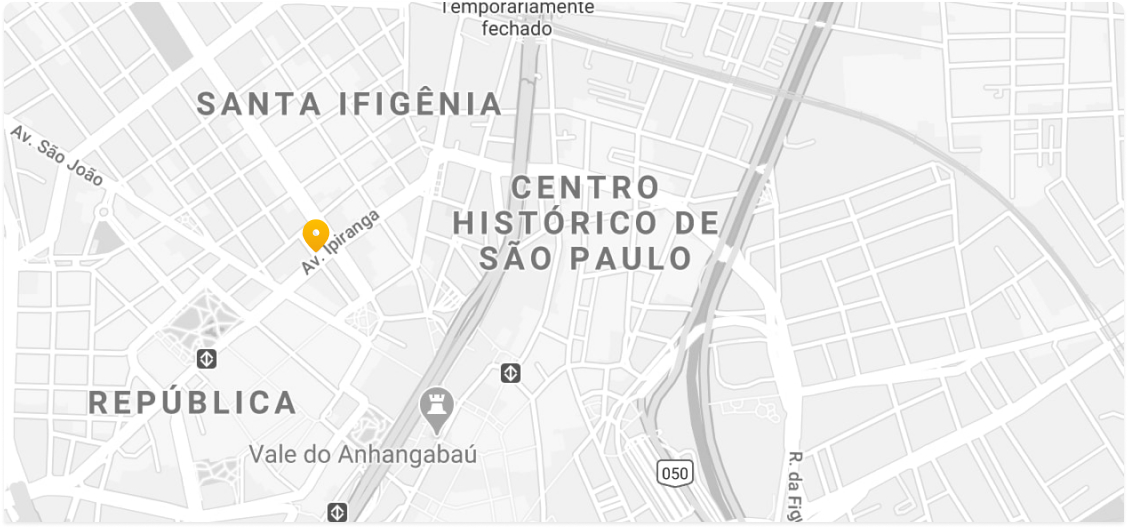 Temporariamente
fechado
SANTA IFIGÊNIA
Av. São João
CENTRO
HISTÓRICO DE
SÃO PAULO
Av. Ipiranga
REPÚBLICA
Vale do Anhangabaú
050
R. da Fig